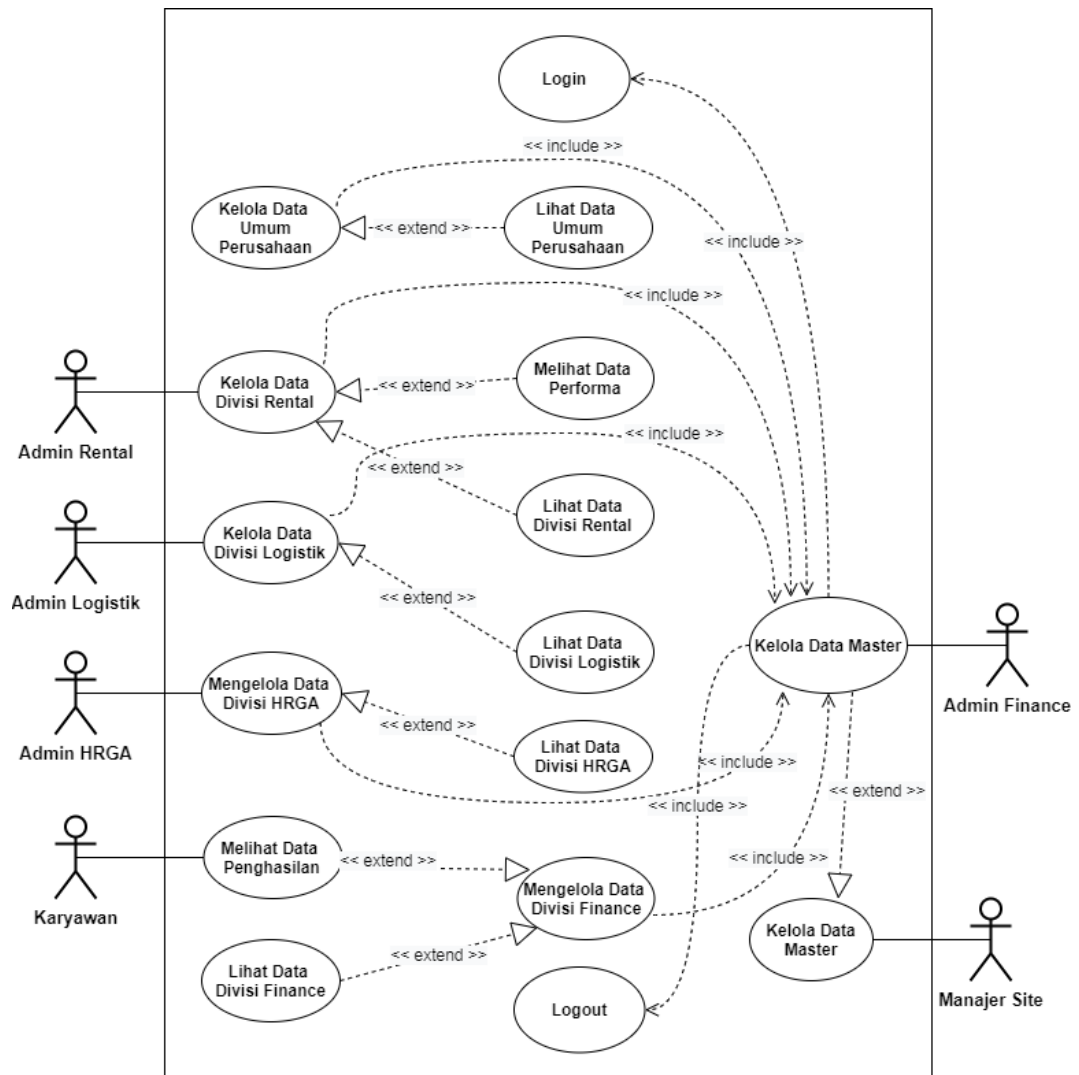 Login
<< include >>
Kelola Data
Umum
Perusahaan
<< extend >>
Lihat Data
Umum
Perusahaan
<< include >>
<< include >>
Kelola Data
Divisi Rental
<< extend >>
Melihat Data
Performa
Admin Rental
<< include >>
<< extend >>
Lihat Data
Divisi Rental
Kelola Data
Divisi Logistik
Admin Logistik
<< extend >>
Lihat Data
Divisi Logistik
Kelola Data Master
Admin Finance
Mengelola Data
Divisi HRGA
Admin HRGA
<< extend >>
Lihat Data
Divisi HRGA
<< include >>
<< extend >>
<< include >>
Melihat Data
Penghasilan
Karyawan
<< extend >>
<< include >>
Mengelola Data
Divisi Finance
Kelola Data
Master
Manajer Site
<< extend >>
Lihat Data
Divisi Finance
Logout